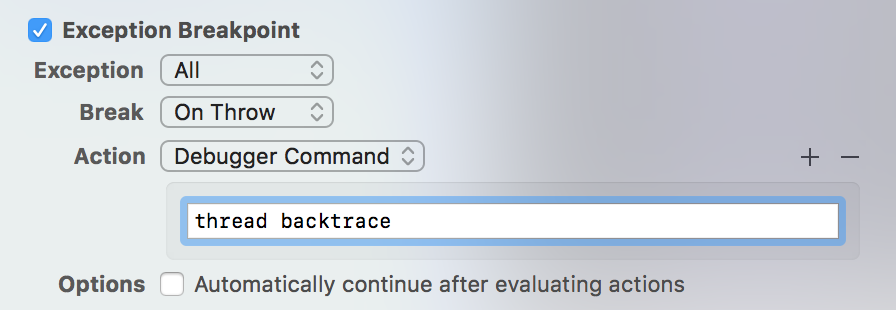 Exception Breakpoint
Exception All
Break On Throw
Action Debugger Command
thread backtrace
Options Automatically continue after evaluating actions